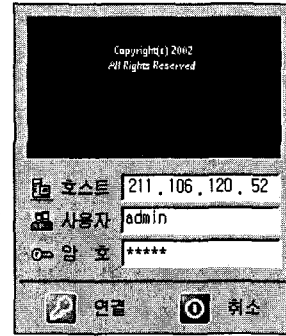 Copyright(c) 2002
All Rights Reserved
호스트 211.106.120.52
사용자 admin
암 호 *****
연결 취소